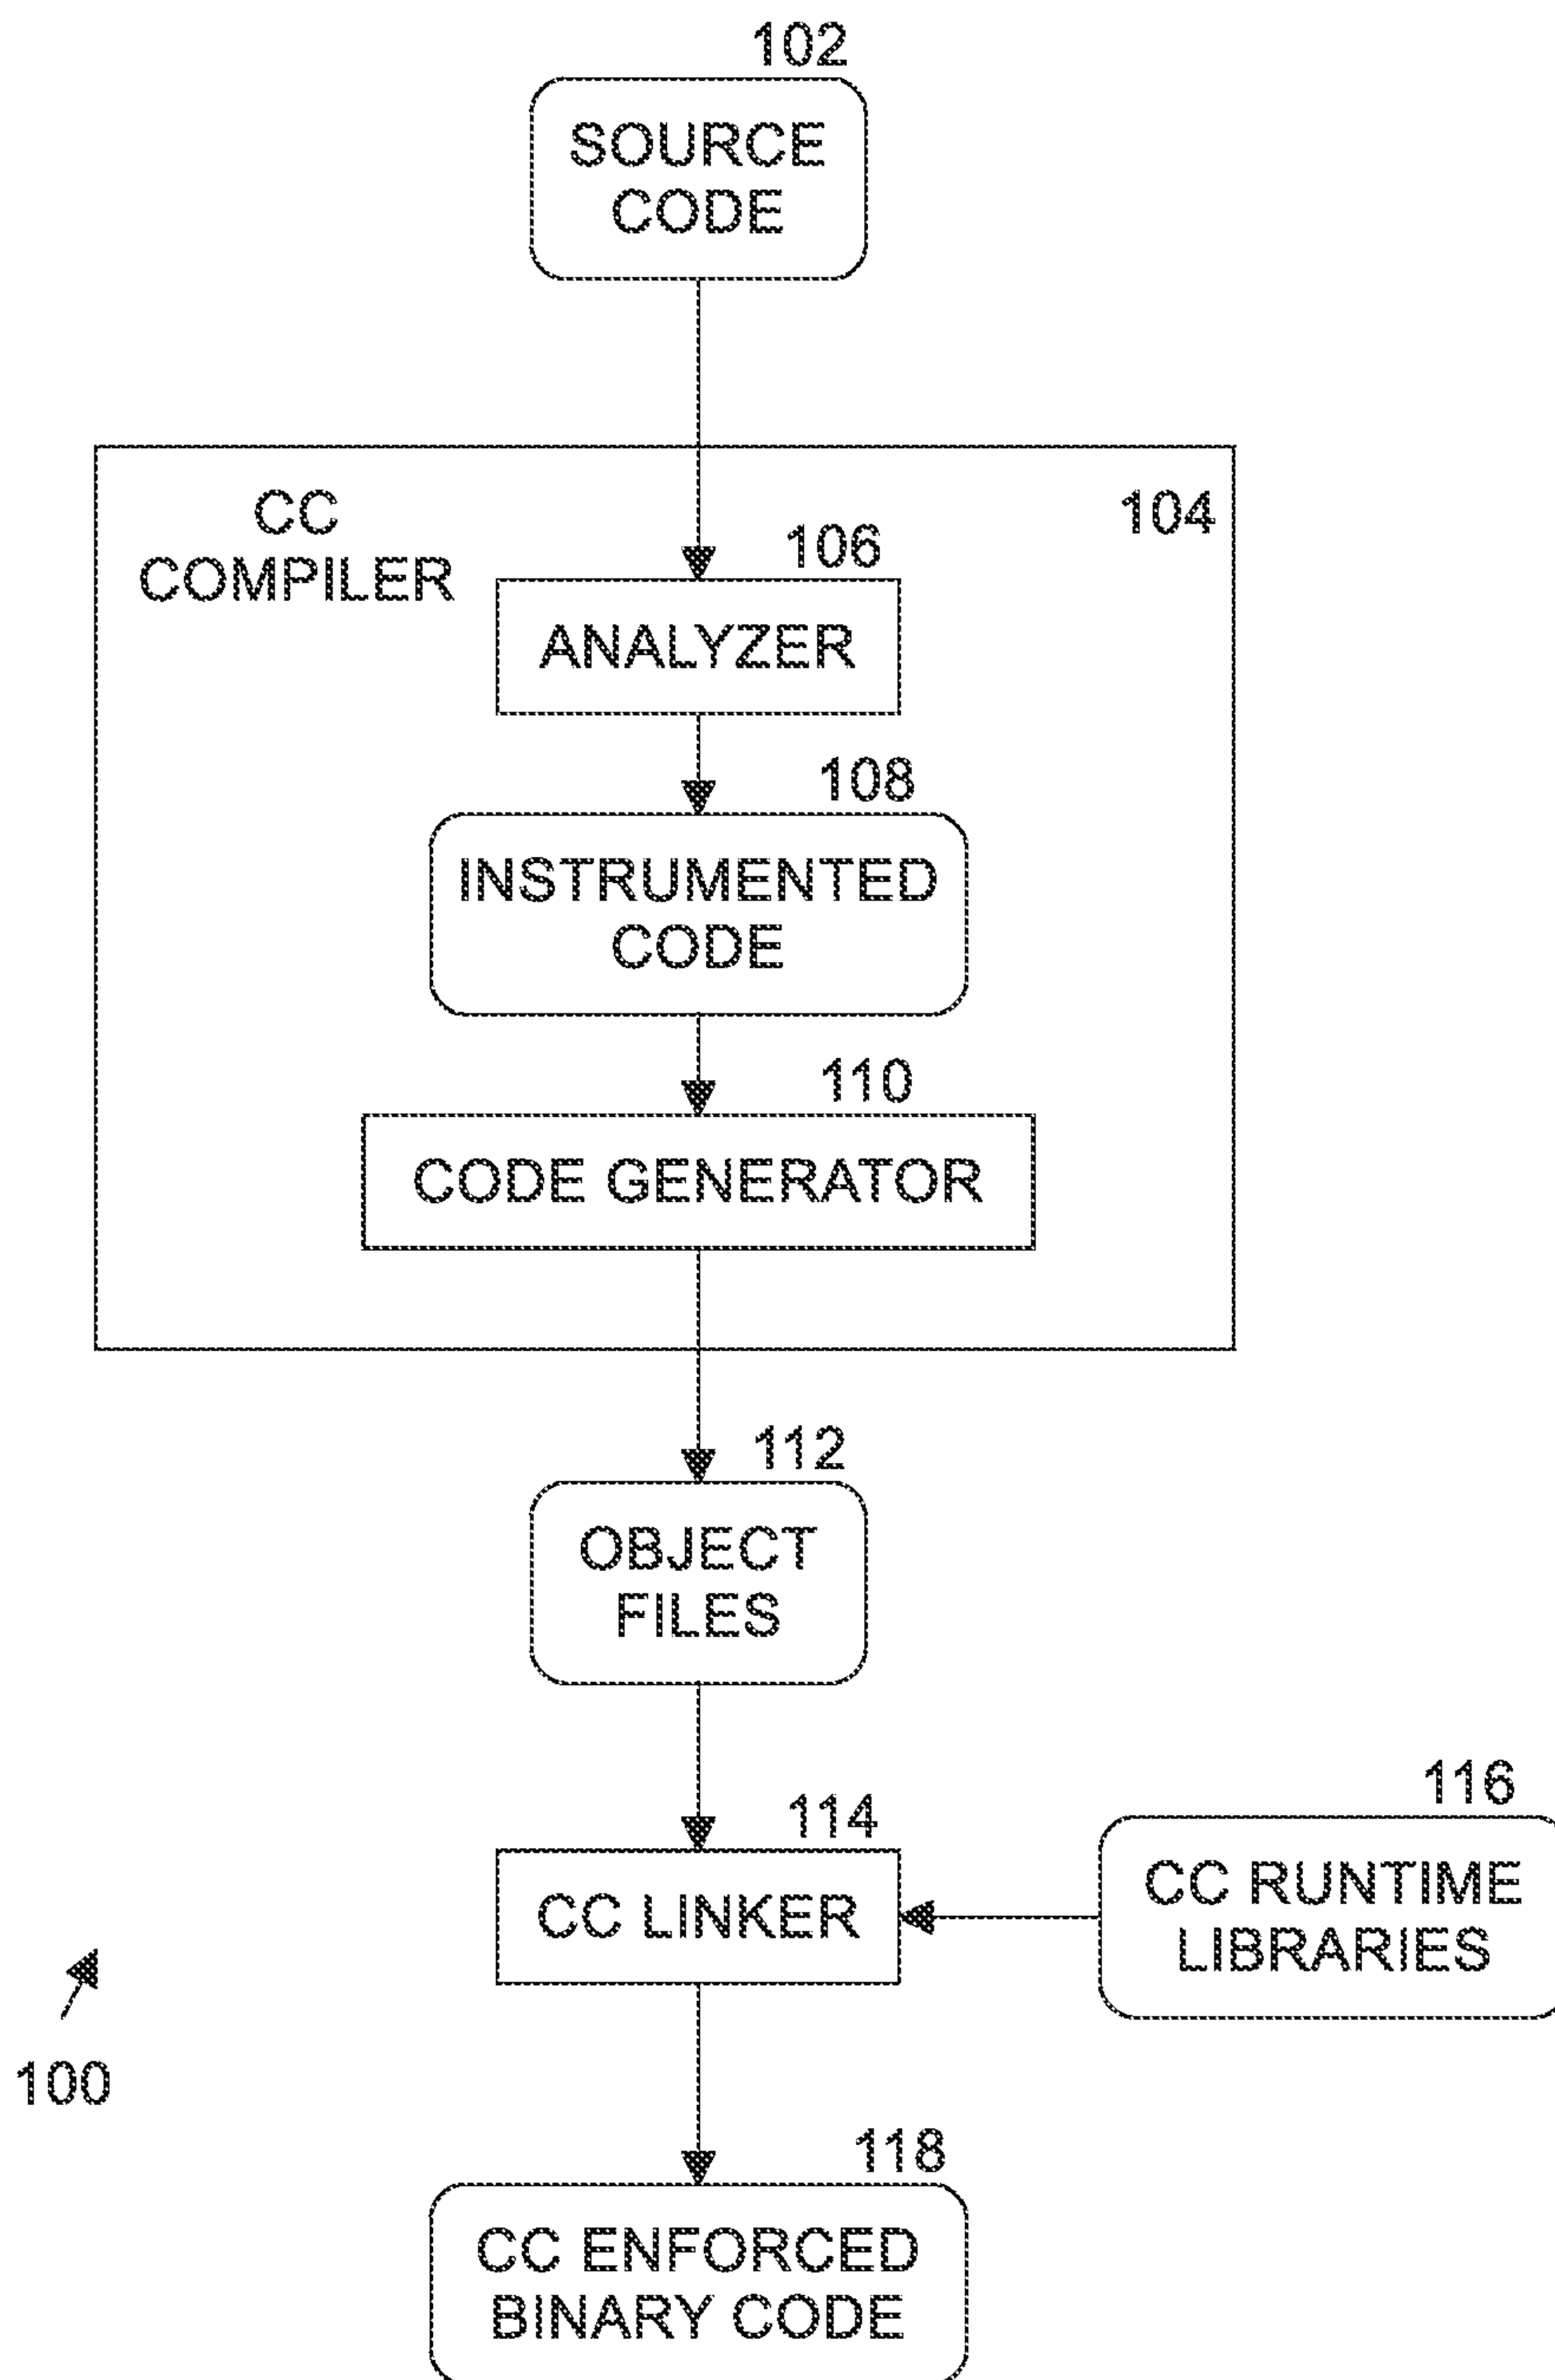 102
SOURCE
CODE
CC
COMPILER
104
106
ANALYZER
108
INSTRUMENTED
CODE
110
CODE GENERATOR
112
OBJECT
FILES
114
CC LINKER
116
CC RUNTIME
LIBRARIES
100
118
CC ENFORCED
BINARY CODE